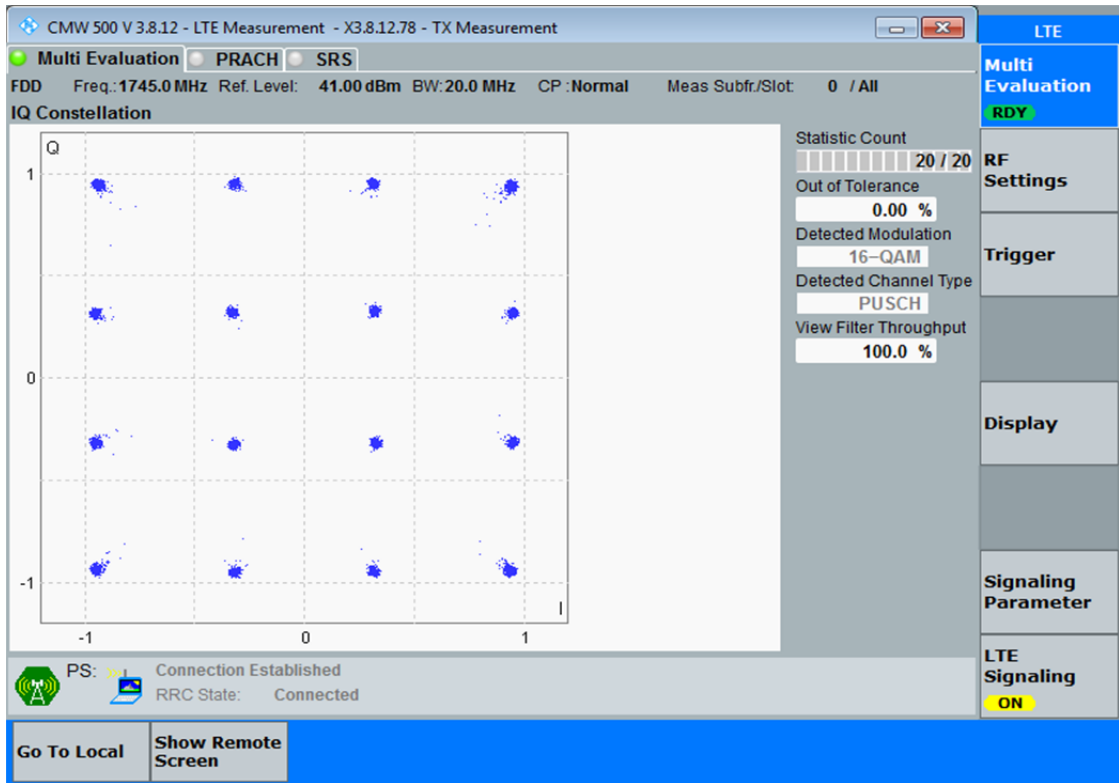 CMW 500 V 3.8.12 - LTE Measurement - X3.8.12.78 - TX Measurement
LTE
Multi Evaluation PRACH SRS
FDD Freq.:1745.0 MHz Ref. Level: 41.00 dBm BW:20.0 MHz CP :Normal Meas Subfr./Slot: 0 / All
IQ Constellation
Q
1
0
-1
I
-1 0 1
Statistic Count
20 / 20
Out of Tolerance
0.00 %
Detected Modulation
16-QAM
Detected Channel Type
PUSCH
View Filter Throughput
100.0 %
Multi
Evaluation
RDY
RF
Settings
Trigger
Display
Signaling
Parameter
LTE
Signaling
ON
PS: Connection Established
RRC State: Connected
Go To Local
Show Remote
Screen